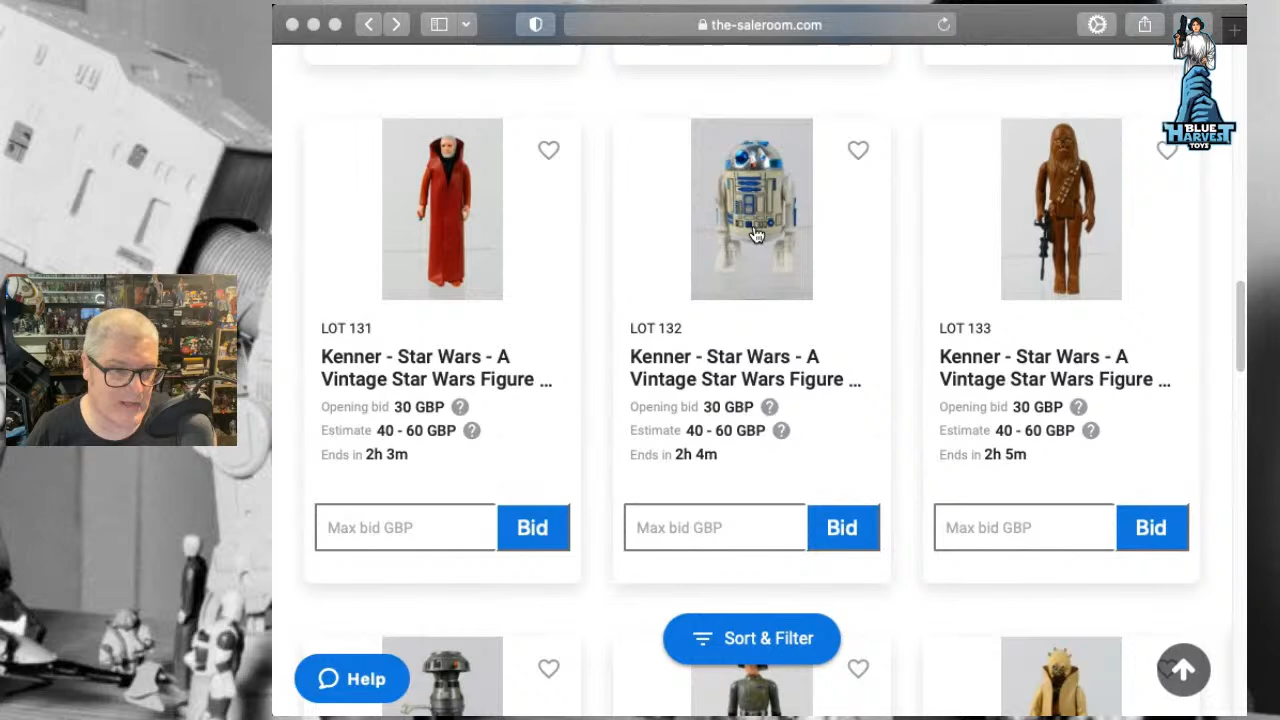 the-saleroom.com
BLUE
HARVEST
TOYS
LOT 131
Kenner - Star Wars - A
Vintage Star Wars Figure ...
Opening bid 30 GBP ?
Estimate 40 - 60 GBP ?
Ends in 2h 3m
Max bid GBP
Bid
LOT 132
Kenner - Star Wars - A
Vintage Star Wars Figure ...
Opening bid 30 GBP ?
Estimate 40 - 60 GBP ?
Ends in 2h 4m
Max bid GBP
Bid
LOT 133
Kenner - Star Wars - A
Vintage Star Wars Figure ...
Opening bid 30 GBP ?
Estimate 40 - 60 GBP ?
Ends in 2h 5m
Max bid GBP
Bid
Sort & Filter
Help